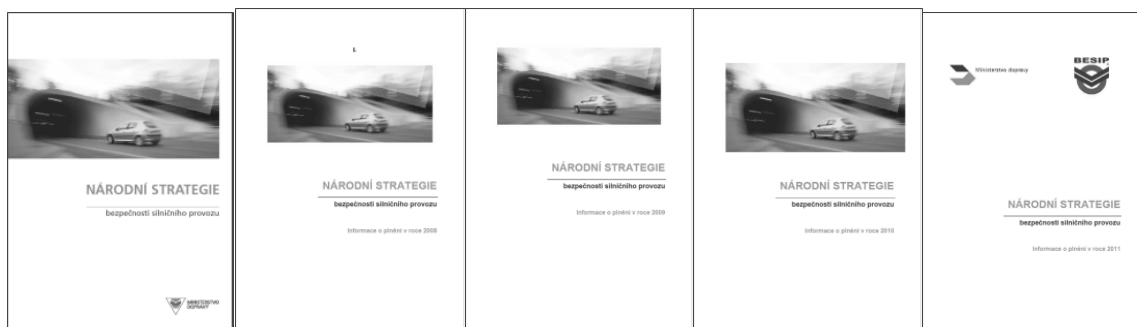 NÁRODNÍ STRATEGIE
bezpečnosti silničního provozu
MINISTERSTVO
DOPRAVY
I.
NÁRODNÍ STRATEGIE
bezpečnosti silničního provozu
Informace o plnění v roce 2008
NÁRODNÍ STRATEGIE
bezpečnosti silničního provozu
Informace o plnění v roce 2009
NÁRODNÍ STRATEGIE
bezpečnosti silničního provozu
Informace o plnění v roce 2010
Ministerstvo dopravy
BESIP
NÁRODNÍ STRATEGIE
bezpečnosti silničního provozu
Informace o plnění v roce 2011